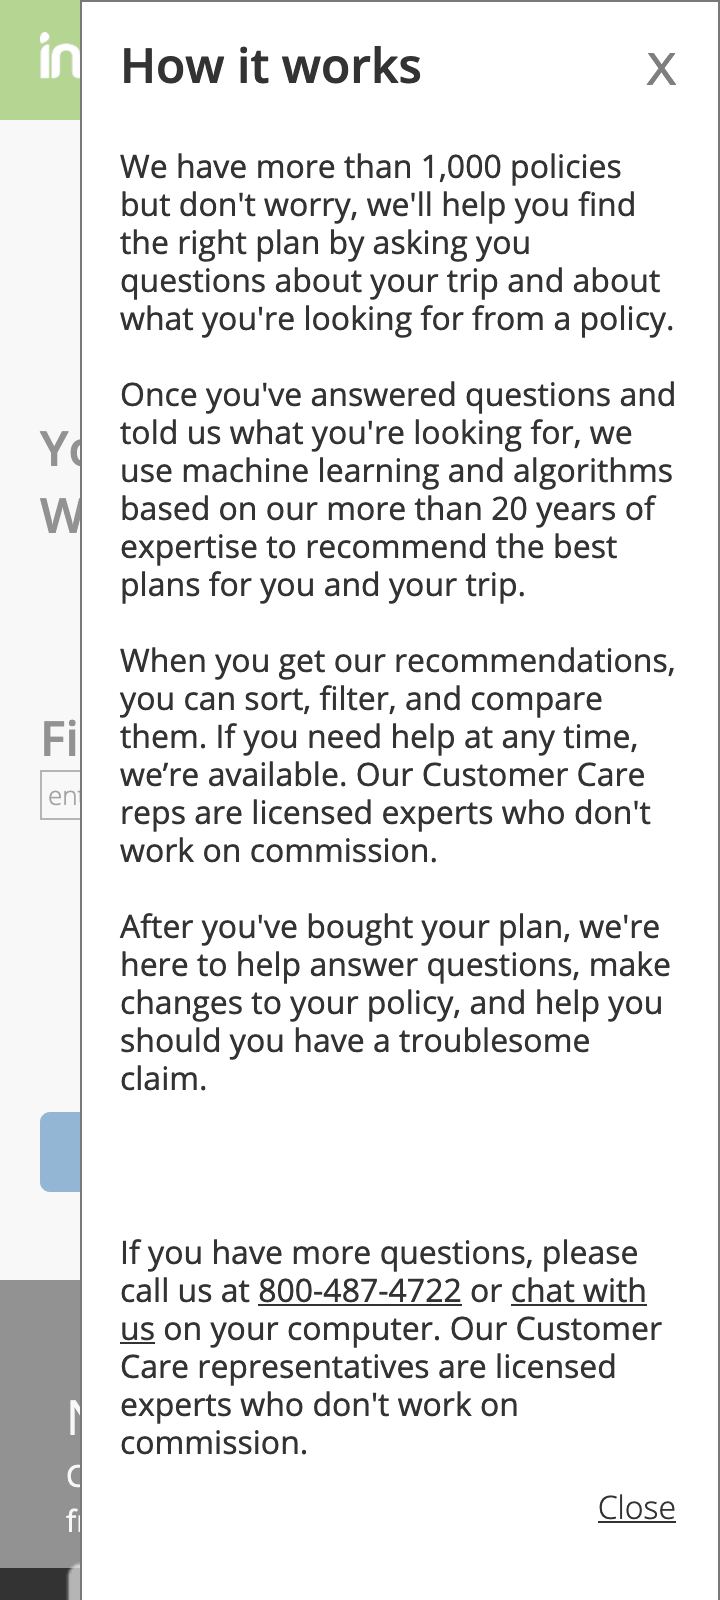 How it works
X
We have more than 1,000 policies
but don't worry, we'll help you find
the right plan by asking you
questions about your trip and about
what you're looking for from a policy.
Once you've answered questions and
told us what you're looking for, we
use machine learning and algorithms
based on our more than 20 years of
expertise to recommend the best
plans for you and your trip.
When you get our recommendations,
you can sort, filter, and compare
them. If you need help at any time,
we’re available. Our Customer Care
reps are licensed experts who don't
work on commission.
After you've bought your plan, we're
here to help answer questions, make
changes to your policy, and help you
should you have a troublesome
claim.
If you have more questions, please
call us at 800-487-4722 or chat with
us on your computer. Our Customer
Care representatives are licensed
experts who don't work on
commission.
Close